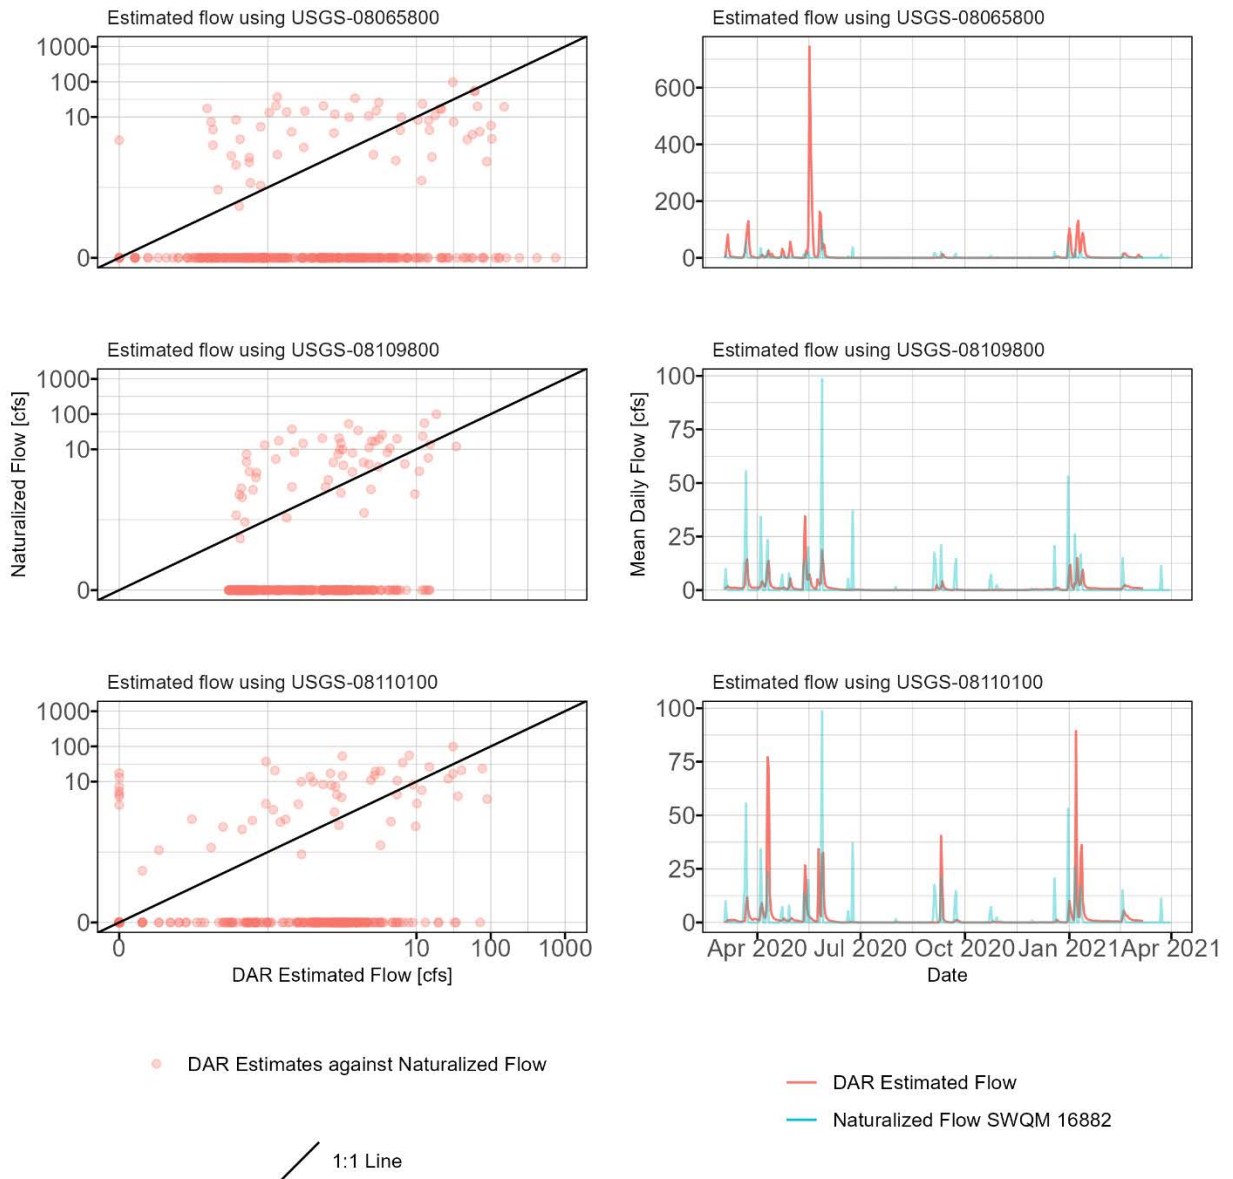 Estimated flow using USGS-08065800
1000
100
10
0
Estimated flow using USGS-08065800
600
400
200
0
Estimated flow using USGS-08109800
1000
100
10
0
Naturalized Flow [cfs]
Estimated flow using USGS-08109800
100
75
50
25
0
Mean Daily Flow [cfs]
Estimated flow using USGS-08110100
1000
100
10
0
0 10 100 1000
DAR Estimated Flow [cfs]
Estimated flow using USGS-08110100
100
75
50
25
0
Apr 2020 Jul 2020 Oct 2020 Jan 2021 Apr 2021
Date
DAR Estimates against Naturalized Flow
1:1 Line
DAR Estimated Flow
Naturalized Flow SWQM 16882